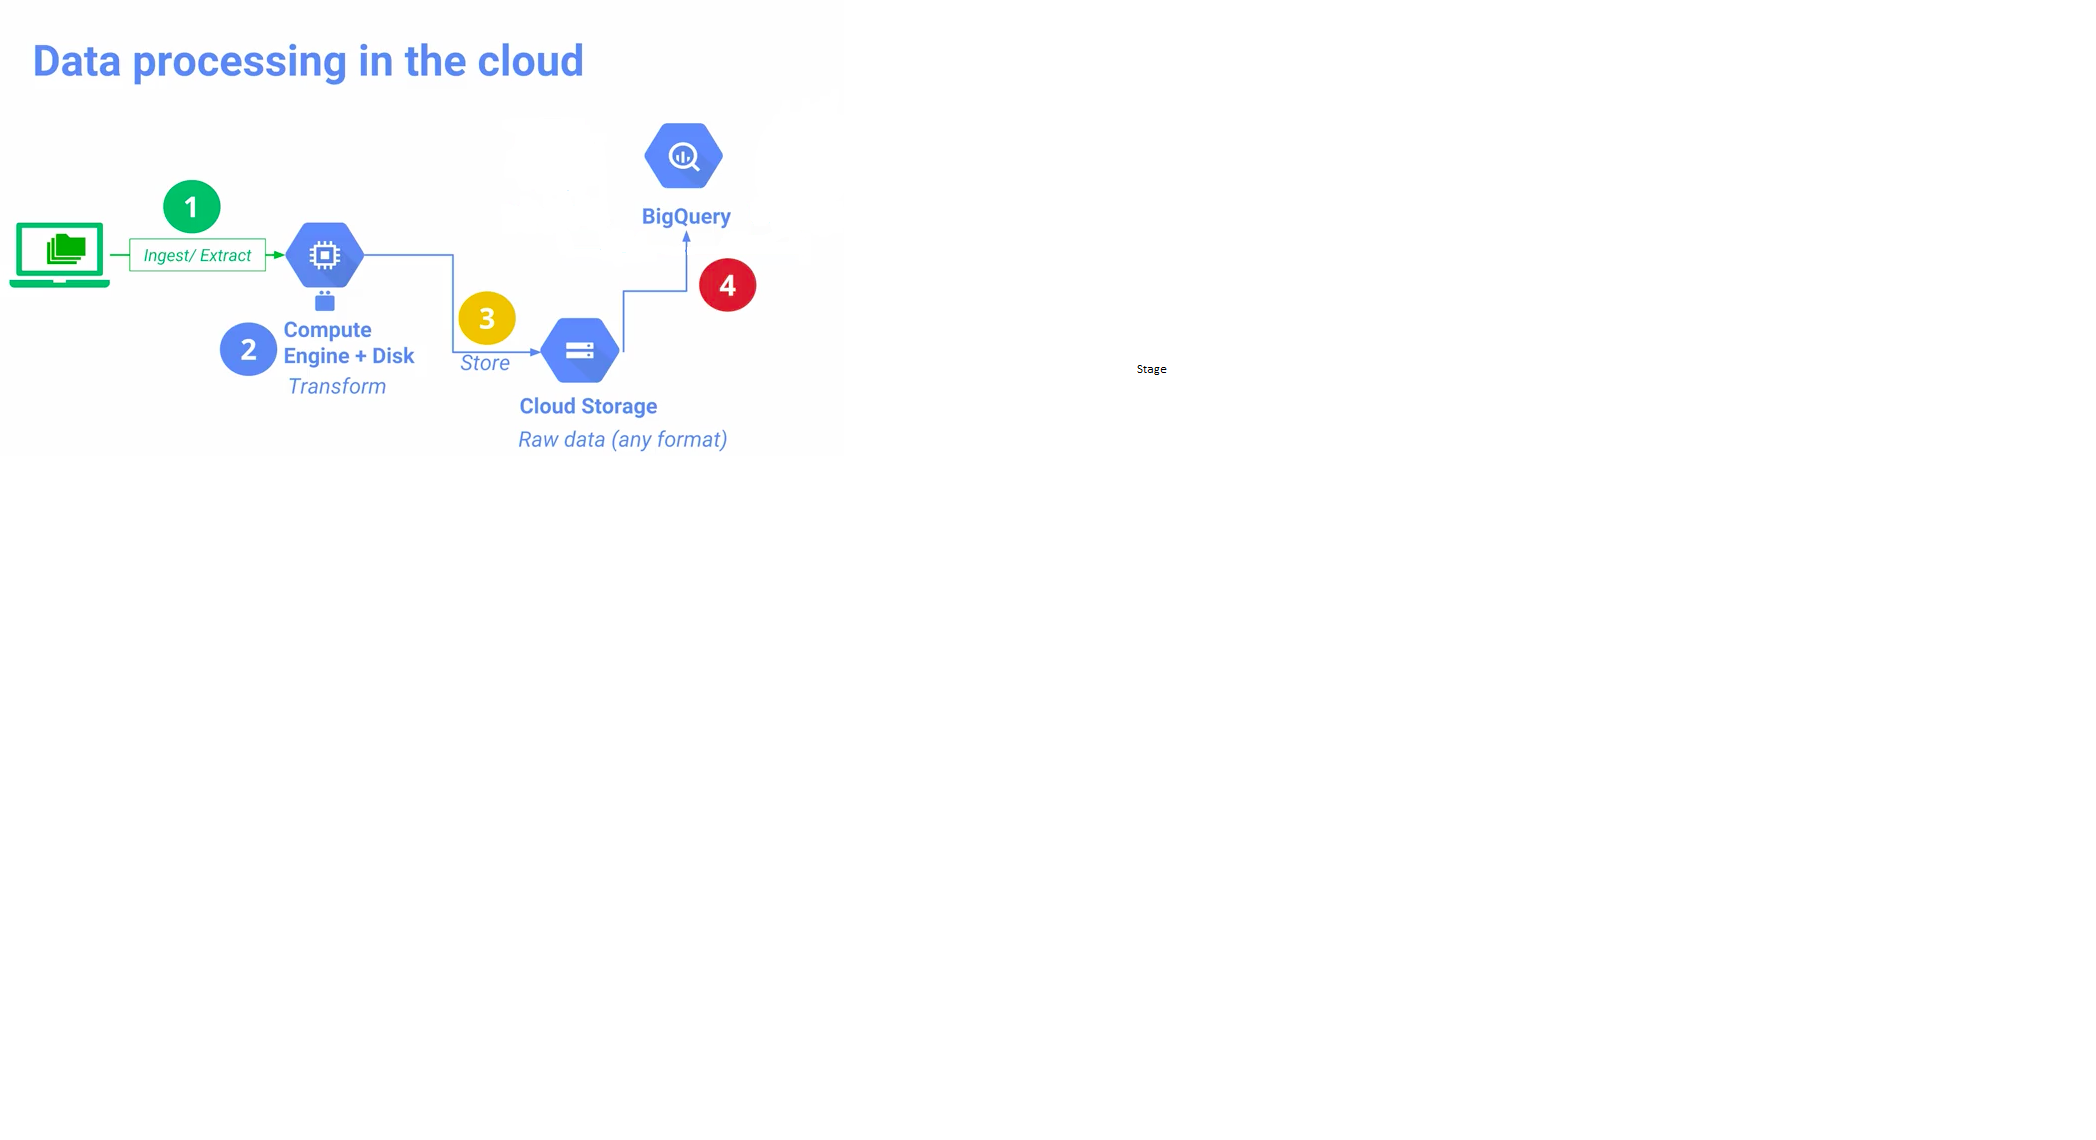 Data processing in the cloud
BigQuery
1
Ingest/ Extract
4
3
Compute
2
Engine + Disk
Store
Stage
Transform
Cloud Storage
Raw data (any format)